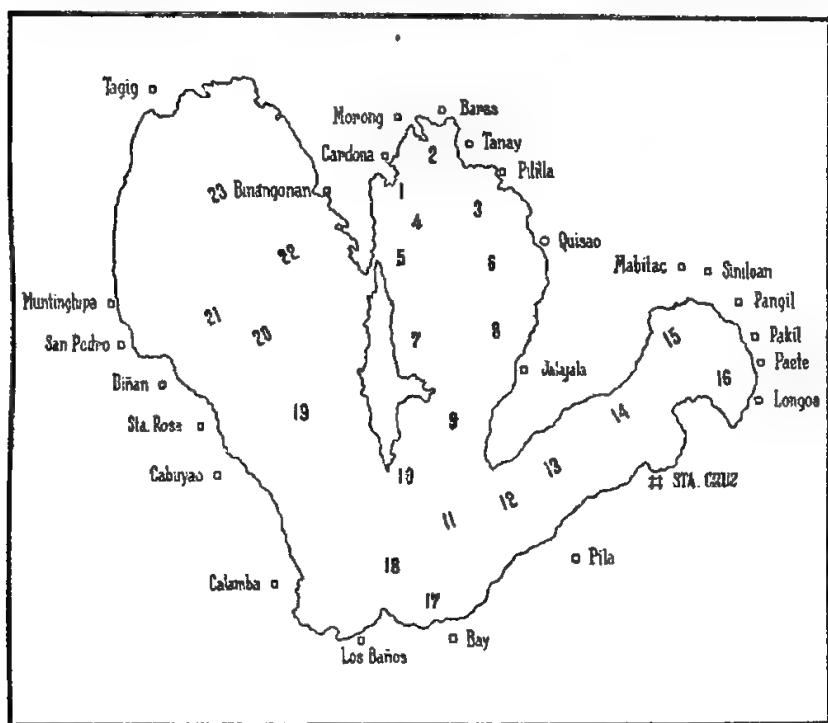 Tagig
Baras
Morong
Tanay
Cardona
2
Pililla
23
Binangonan
1
3
4
Quisao
22
5
6
Mabitac
Siniloan
Pangil
Muntinglupa
21
20
San Pedro
7
8
15
Pakil
Paete
Jalajala
16
Biñan
Longos
19
9
14
Sta. Rosa
10
13
Cabuyao
12
STA. CRUZ
11
18
Pila
Calamba
17
Los Baños
Bay